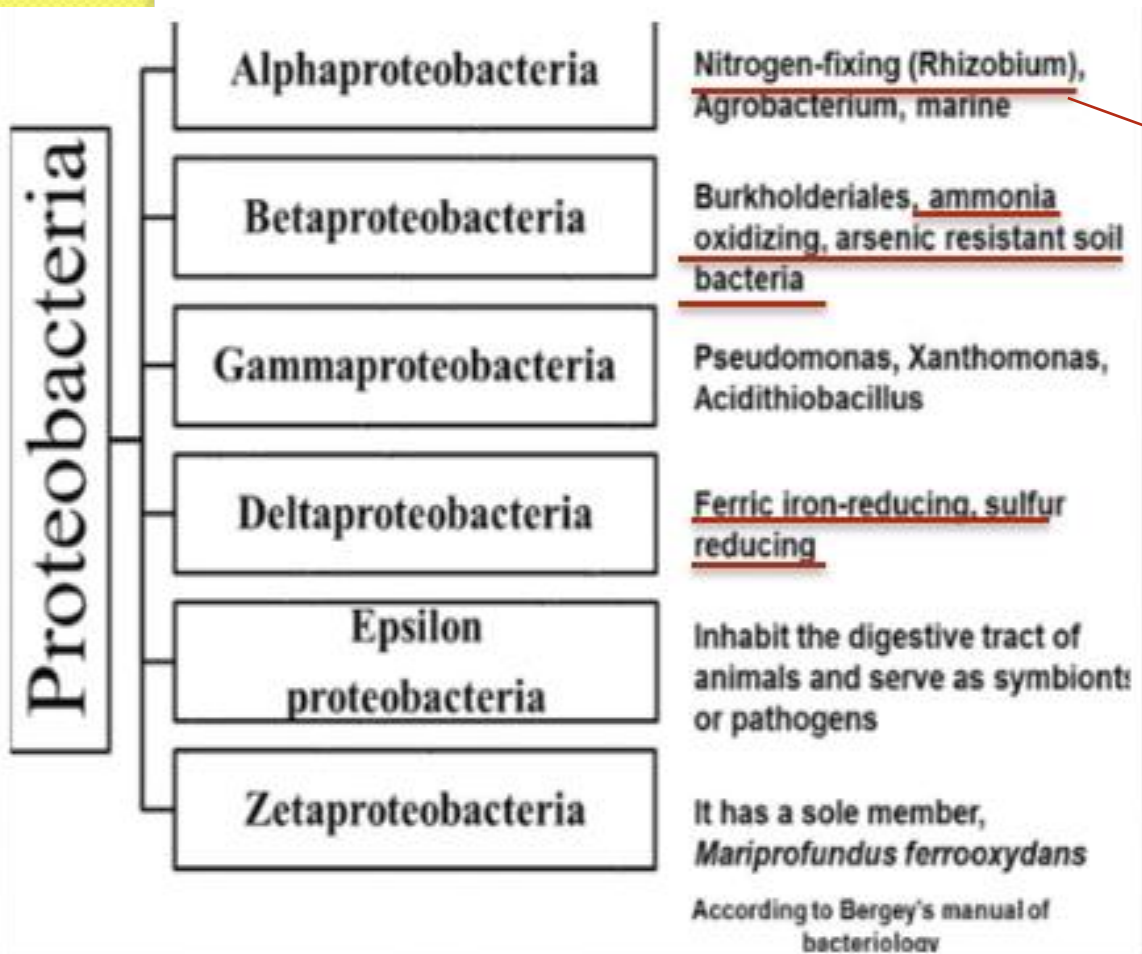 Proteobacteria
Alphaproteobacteria
Nitrogen-fixing (Rhizobium),
Agrobacterium, marine
Betaproteobacteria
Burkholderiales, ammonia
oxidizing, arsenic resistant soil
bacteria
Gammaproteobacteria
Pseudomonas, Xanthomonas,
Acidithiobacillus
Deltaproteobacteria
Ferric iron-reducing, sulfur
reducing
Epsilon
proteobacteria
Inhabit the digestive tract of
animals and serve as symbionts
or pathogens
Zetaproteobacteria
It has a sole member,
Mariprofundus ferrooxydans
According to Bergey's manual of
bacteriology